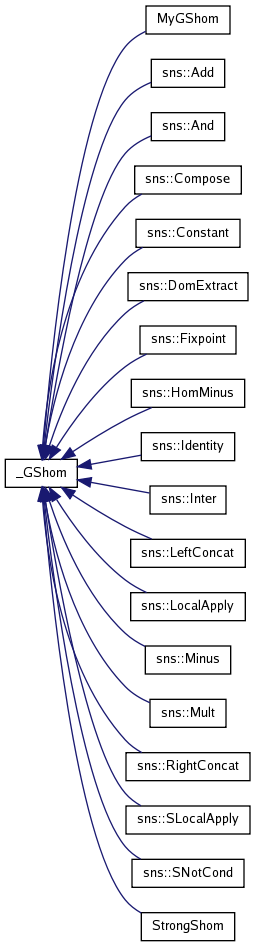 MyGShom
sns::Add
sns::And
sns::Compose
sns::Constant
sns::DomExtract
sns::Fixpoint
sns::HomMinus
sns::Identity
_GShom
sns::Inter
sns::LeftConcat
sns::LocalApply
sns::Minus
sns::Mult
sns::RightConcat
sns::SLocalApply
sns::SNotCond
StrongShom